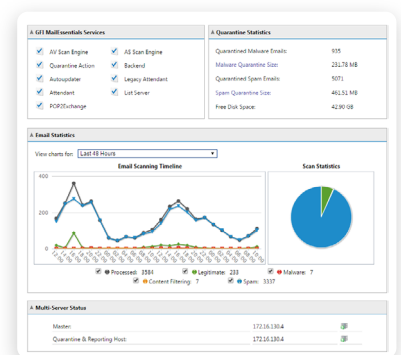 GFI MailEssentials Services
AV Scan Engine
AS Scan Engine
Quarantine Action
Backend
Autoupdater
Legacy Attendant
Attendant
List Server
POP2Exchange
Quarantine Statistics
Quarantined Malware Emails: 935
Malware Quarantine Size: 231.78 MB
Quarantined Spam Emails: 5071
Spam Quarantine Size: 461.51 MB
Free Disk Space: 42.90 GB
Email Statistics
View charts for: Last 48 Hours
Email Scanning Timeline
Scan Statistics
400
200
0
Processed: 3584
Legitimate: 233
Malware: 7
Content Filtering: 7
Spam: 3337
Multi-Server Status
Master: 172.16.130.4
Quarantine & Reporting Host: 172.16.130.4